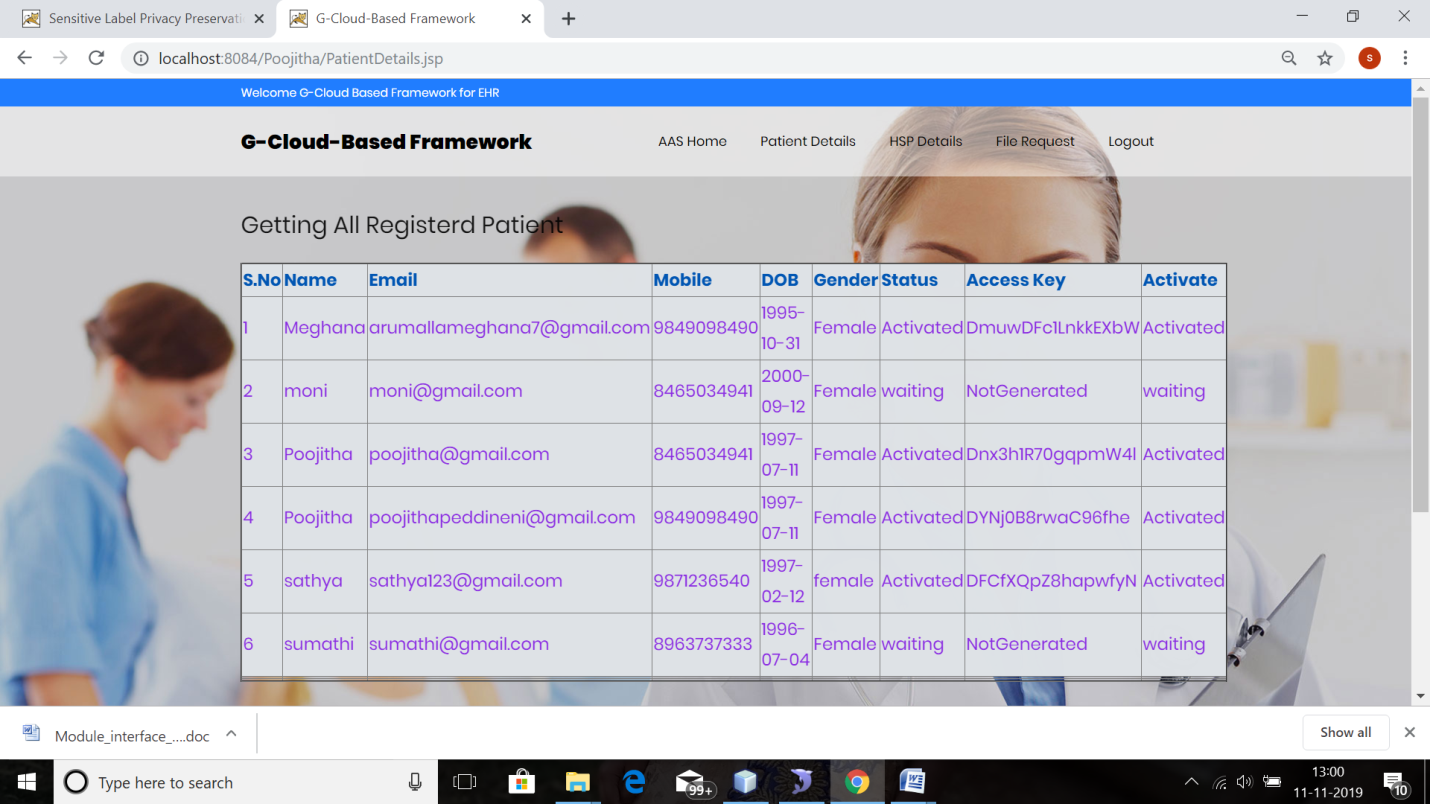 Sensitive Label Privacy Preservati
G-Cloud-Based Framework
localhost:8084/Poojitha/PatientDetails.jsp
S
Welcome G-Cloud Based Framework for EHR
G-Cloud-Based Framework
AAS Home Patient Details HSP Details File Request Logout
Getting All Registerd Patient
S.No Name Email Mobile DOB Gender Status Access Key Activate
1 Meghana arumallameghana7@gmail.com 9849098490 1995-10-31 Female Activated DmuwDFc1LnkkEXbW Activated
2 moni moni@gmail.com 8465034941 2000-09-12 Female waiting NotGenerated waiting
3 Poojitha poojitha@gmail.com 8465034941 1997-07-11 Female Activated Dnx3h1R70gqpmW4l Activated
4 Poojitha poojithapeddineni@gmail.com 9849098490 1997-07-11 Female Activated DYNj0B8rwaC96fhe Activated
5 sathya sathya123@gmail.com 9871236540 1997-02-12 female Activated DFCfXQpZ8hapwfyN Activated
6 sumathi sumathi@gmail.com 8963737333 1996-07-04 Female waiting NotGenerated waiting
Module_interface_....doc
Show all
Type here to search
99+
13:00
11-11-2019
10